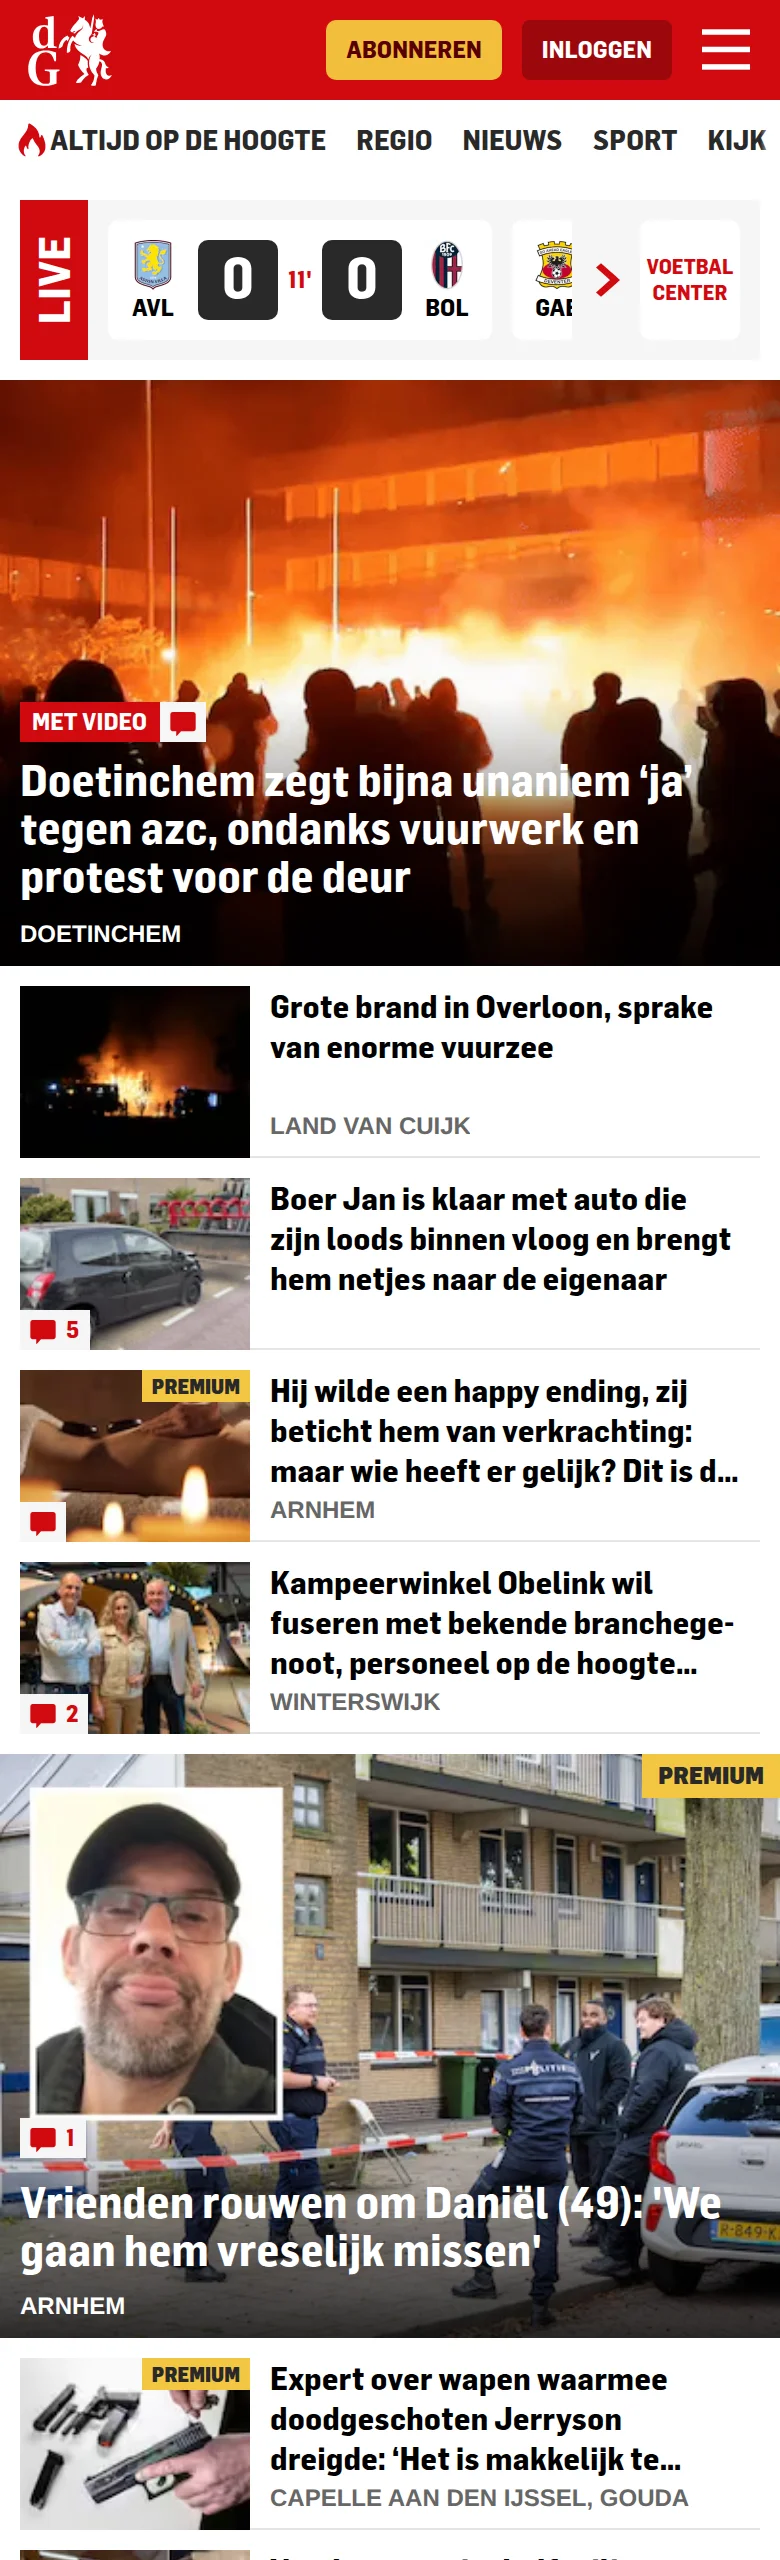 dG
ABONNEREN
INLOGGEN
ALTIJD OP DE HOOGTE REGIO NIEUWS SPORT KIJK
LIVE
AVL 0 11' 0 BOL
GAE
VOETBAL
CENTER
MET VIDEO
Doetinchem zegt bijna unaniem ‘ja’
tegen azc, ondanks vuurwerk en
protest voor de deur
DOETINCHEM
Grote brand in Overloon, sprake
van enorme vuurzee
LAND VAN CUIJK
Boer Jan is klaar met auto die
zijn loods binnen vloog en brengt
hem netjes naar de eigenaar
5
PREMIUM
Hij wilde een happy ending, zij
beticht hem van verkrachting:
maar wie heeft er gelijk? Dit is d...
ARNHEM
Kampeerwinkel Obelink wil
fuseren met bekende branchege-
noot, personeel op de hoogte...
WINTERSWIJK
2
PREMIUM
1
Vrienden rouwen om Daniël (49): 'We
gaan hem vreselijk missen'
ARNHEM
R-849-K
PREMIUM
Expert over wapen waarmee
doodgeschoten Jerryson
dreigde: ‘Het is makkelijk te...
CAPELLE AAN DEN IJSSEL, GOUDA